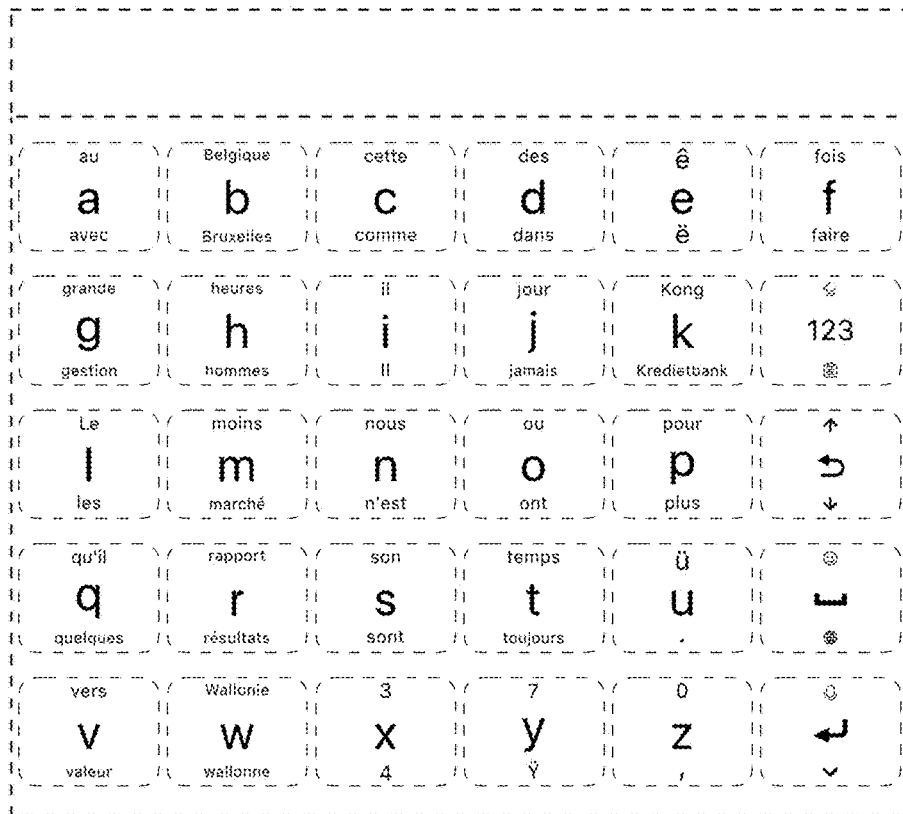 au Belgique cette des ê fois
a b c d e f
avec Bruxelles comme dans ë faire
grande heures il jour Kong
g h i j k 123
gestion hommes Il jamais Kredietbank
Le moins nous ou pour
l m n o p
les marché n'est ont plus
qu'il rapport son temps ü
q r s t u
quelques résultats sont toujours .
vers Wallonie 3 7 0
v w x y z
valeur wallonne 4 Ÿ ,